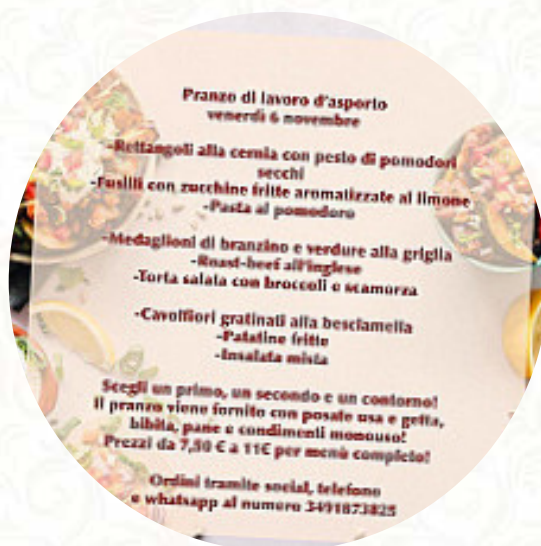 Pranzo di lavoro d'asporto
venerdì 6 novembre
-Rettangoli alla cernia con pesto di pomodori
secchi
-Fusilli con zucchine fritte aromatizzate al limone
-Pasta al pomodoro
-Medaglioni di branzino e verdure alla griglia
-Roast-beef all'inglese
-Torta salata con broccoli e scamorza
-Cavolfiori gratinati alla besciamella
-Patatine fritte
-Insalata mista
Scegli un primo, un secondo e un contorno!
Il pranzo viene fornito con posate usa e getta,
bibita, pane e condimenti monouso!
Prezzi da 7,50 € a 11€ per menù completo!
Ordini tramite social, telefono
o whatsapp al numero 3491873825